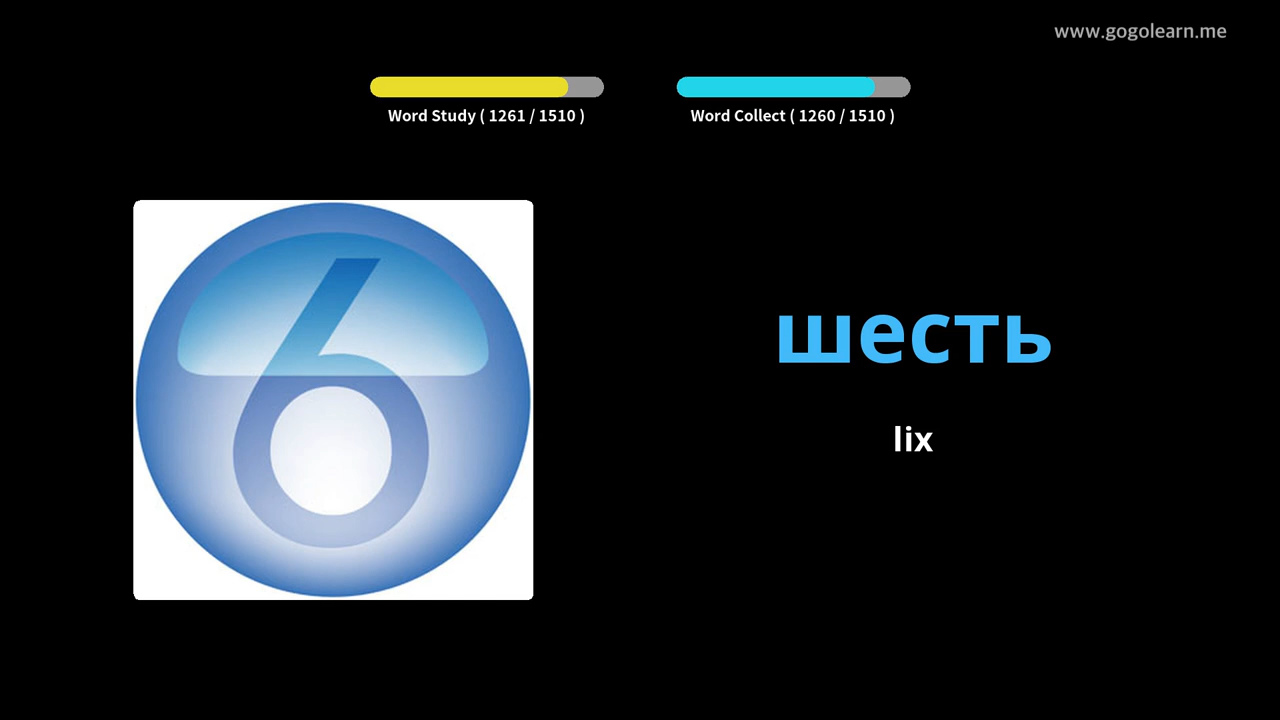 www.gogolearn.me
Word Study ( 1261 / 1510 )
Word Collect ( 1260 / 1510 )
6
шесть
lix